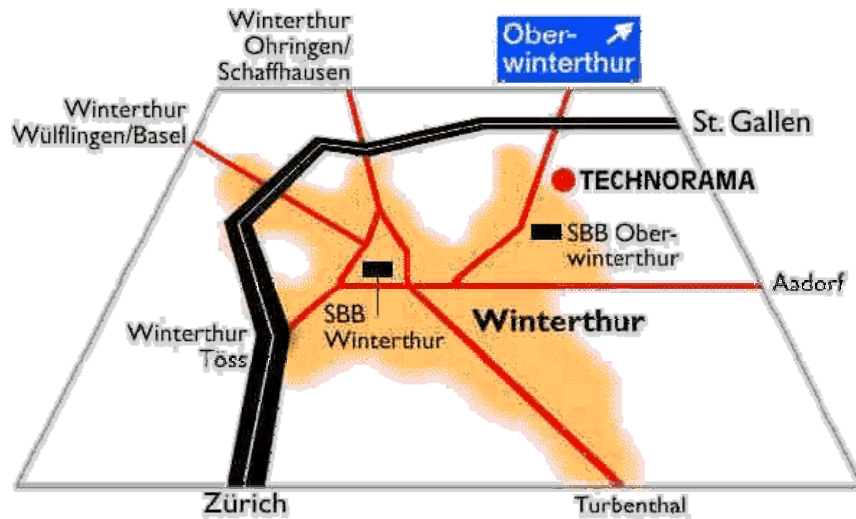 Winterthur
Ohringen/
Schaffhausen
Ober-
winterthur
Winterthur
Wülflingen/Basel
St. Gallen
TECHNORAMA
SBB Ober-
winterthur
Aadorf
SBB
Winterthur
Winterthur
Winterthur
Töss
Zürich
Turbenthal